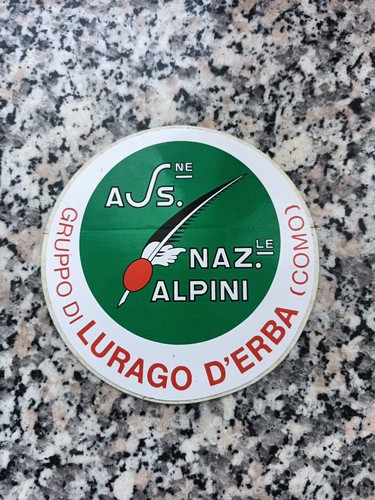 AſS.NE
NAZ.LE
ALPINI
GRUPPO DI LURAGO D'ERBA (COMO)